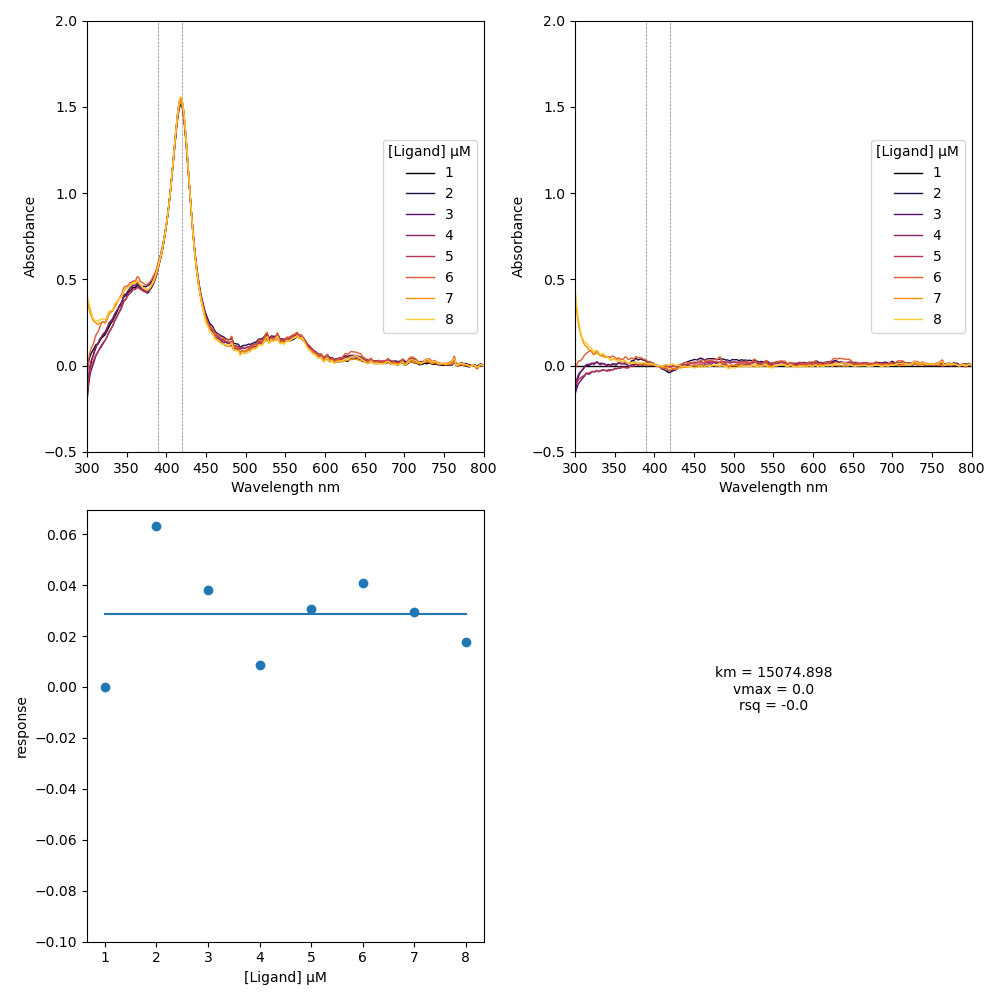 2.0
1.5
1.0
0.5
0.0
−0.5
Absorbance
300 350 400 450 500 550 600 650 700 750 800
Wavelength nm
[Ligand] μM
1
2
3
4
5
6
7
8
2.0
1.5
1.0
0.5
0.0
−0.5
Absorbance
300 350 400 450 500 550 600 650 700 750 800
Wavelength nm
[Ligand] μM
1
2
3
4
5
6
7
8
0.06
0.04
0.02
0.00
−0.02
−0.04
−0.06
−0.08
−0.10
response
1 2 3 4 5 6 7 8
[Ligand] μM
km = 15074.898
vmax = 0.0
rsq = -0.0